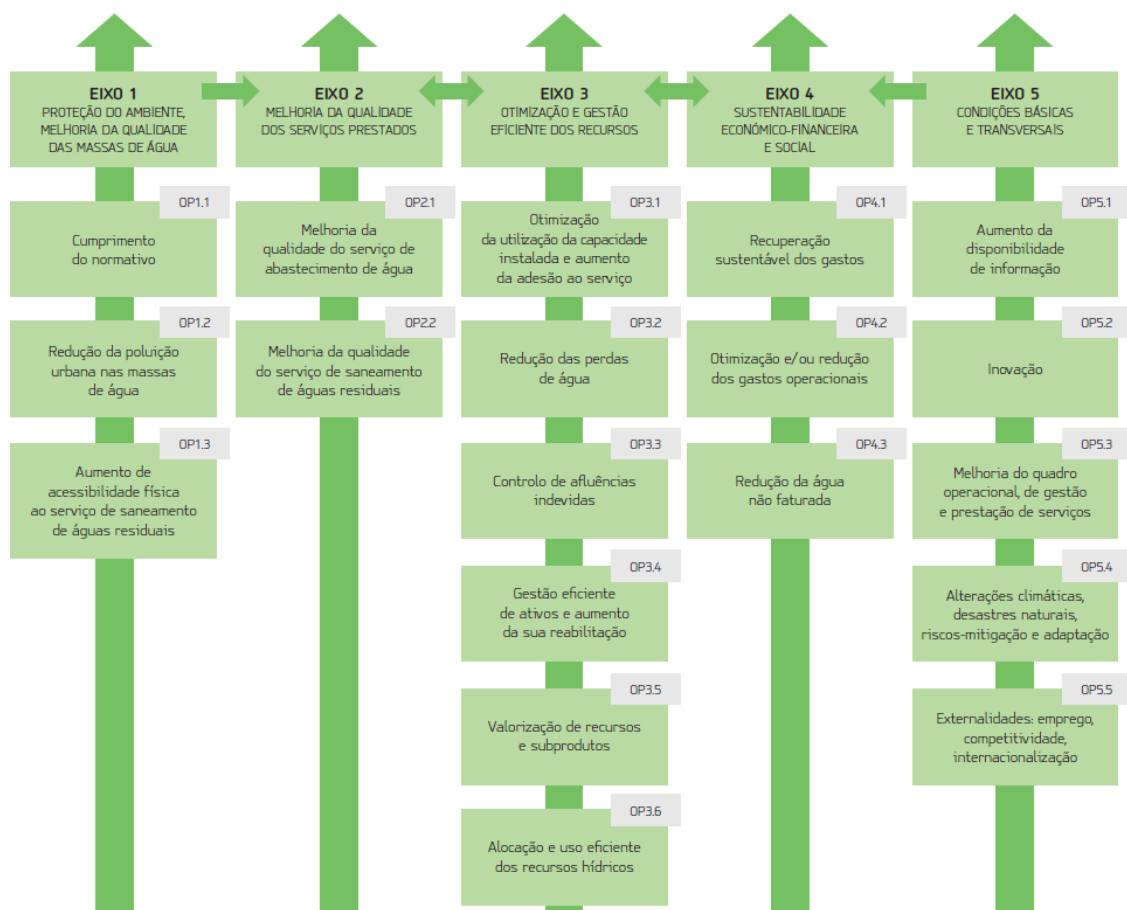 EIXO 1
PROTEÇÃO DO AMBIENTE,
MELHORIA DA QUALIDADE
DAS MASSAS DE ÁGUA
OP1.1
Cumprimento
do normativo
OP1.2
Redução da poluição
urbana nas massas
de água
OP1.3
Aumento de
acessibilidade física
ao serviço de saneamento
de águas residuais
EIXO 2
MELHORIA DA QUALIDADE
DOS SERVIÇOS PRESTADOS
OP2.1
Melhoria da
qualidade do serviço de
abastecimento de água
OP2.2
Melhoria da qualidade
do serviço de saneamento
de águas residuais
EIXO 3
OTIMIZAÇÃO E GESTÃO
EFICIENTE DOS RECURSOS
OP3.1
Otimização
da utilização da capacidade
instalada e aumento
da adesão ao serviço
OP3.2
Redução das perdas
de água
OP3.3
Controlo de afluências
indevidas
OP3.4
Gestão eficiente
de ativos e aumento
da sua reabilitação
OP3.5
Valorização de recursos
e subprodutos
OP3.6
Alocação e uso eficiente
dos recursos hídricos
EIXO 4
SUSTENTABILIDADE
ECONÓMICO-FINANCEIRA
E SOCIAL
OP4.1
Recuperação
sustentável dos gastos
OP4.2
Otimização e/ou redução
dos gastos operacionais
OP4.3
Redução da água
não faturada
EIXO 5
CONDIÇÕES BÁSICAS
E TRANSVERSAIS
OP5.1
Aumento da
disponibilidade
de informação
OP5.2
Inovação
OP5.3
Melhoria do quadro
operacional, de gestão
e prestação de serviços
OP5.4
Alterações climáticas,
desastres naturais,
riscos-mitigação e adaptação
OP5.5
Externalidades: emprego,
competitividade,
internacionalização